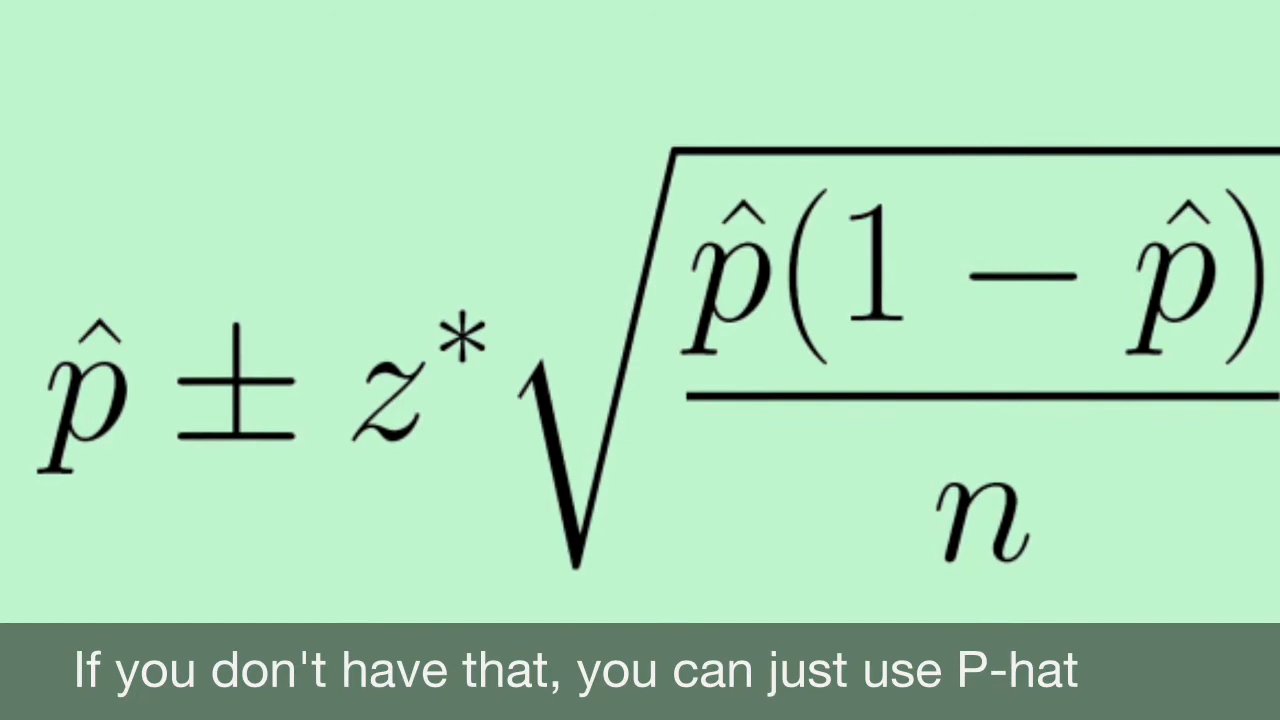 p̂ ± z* √(p̂(1 − p̂) / n)
If you don't have that, you can just use P-hat